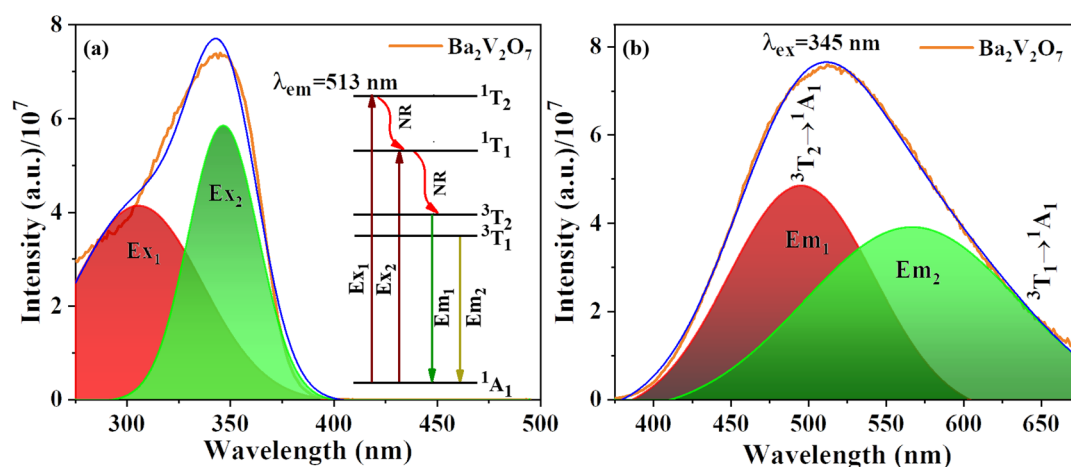 (a)
Ba₂V₂O₇
λem=513 nm
¹T₂
NR
¹T₁
NR
³T₂
³T₁
Ex₁
Ex₂
Em₁
Em₂
¹A₁
Ex₁
Ex₂
8
6
4
2
0
Intensity (a.u.)/10⁷
300
350
400
450
500
Wavelength (nm)
(b)
λex=345 nm
Ba₂V₂O₇
³T₂→¹A₁
³T₁→¹A₁
Em₁
Em₂
8
6
4
2
0
Intensity (a.u.)/10⁷
400
450
500
550
600
650
Wavelength (nm)